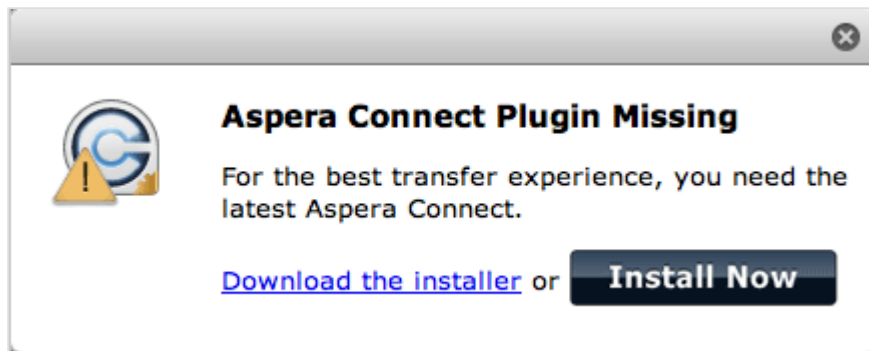 Aspera Connect Plugin Missing
For the best transfer experience, you need the
latest Aspera Connect.
Download the installer or Install Now